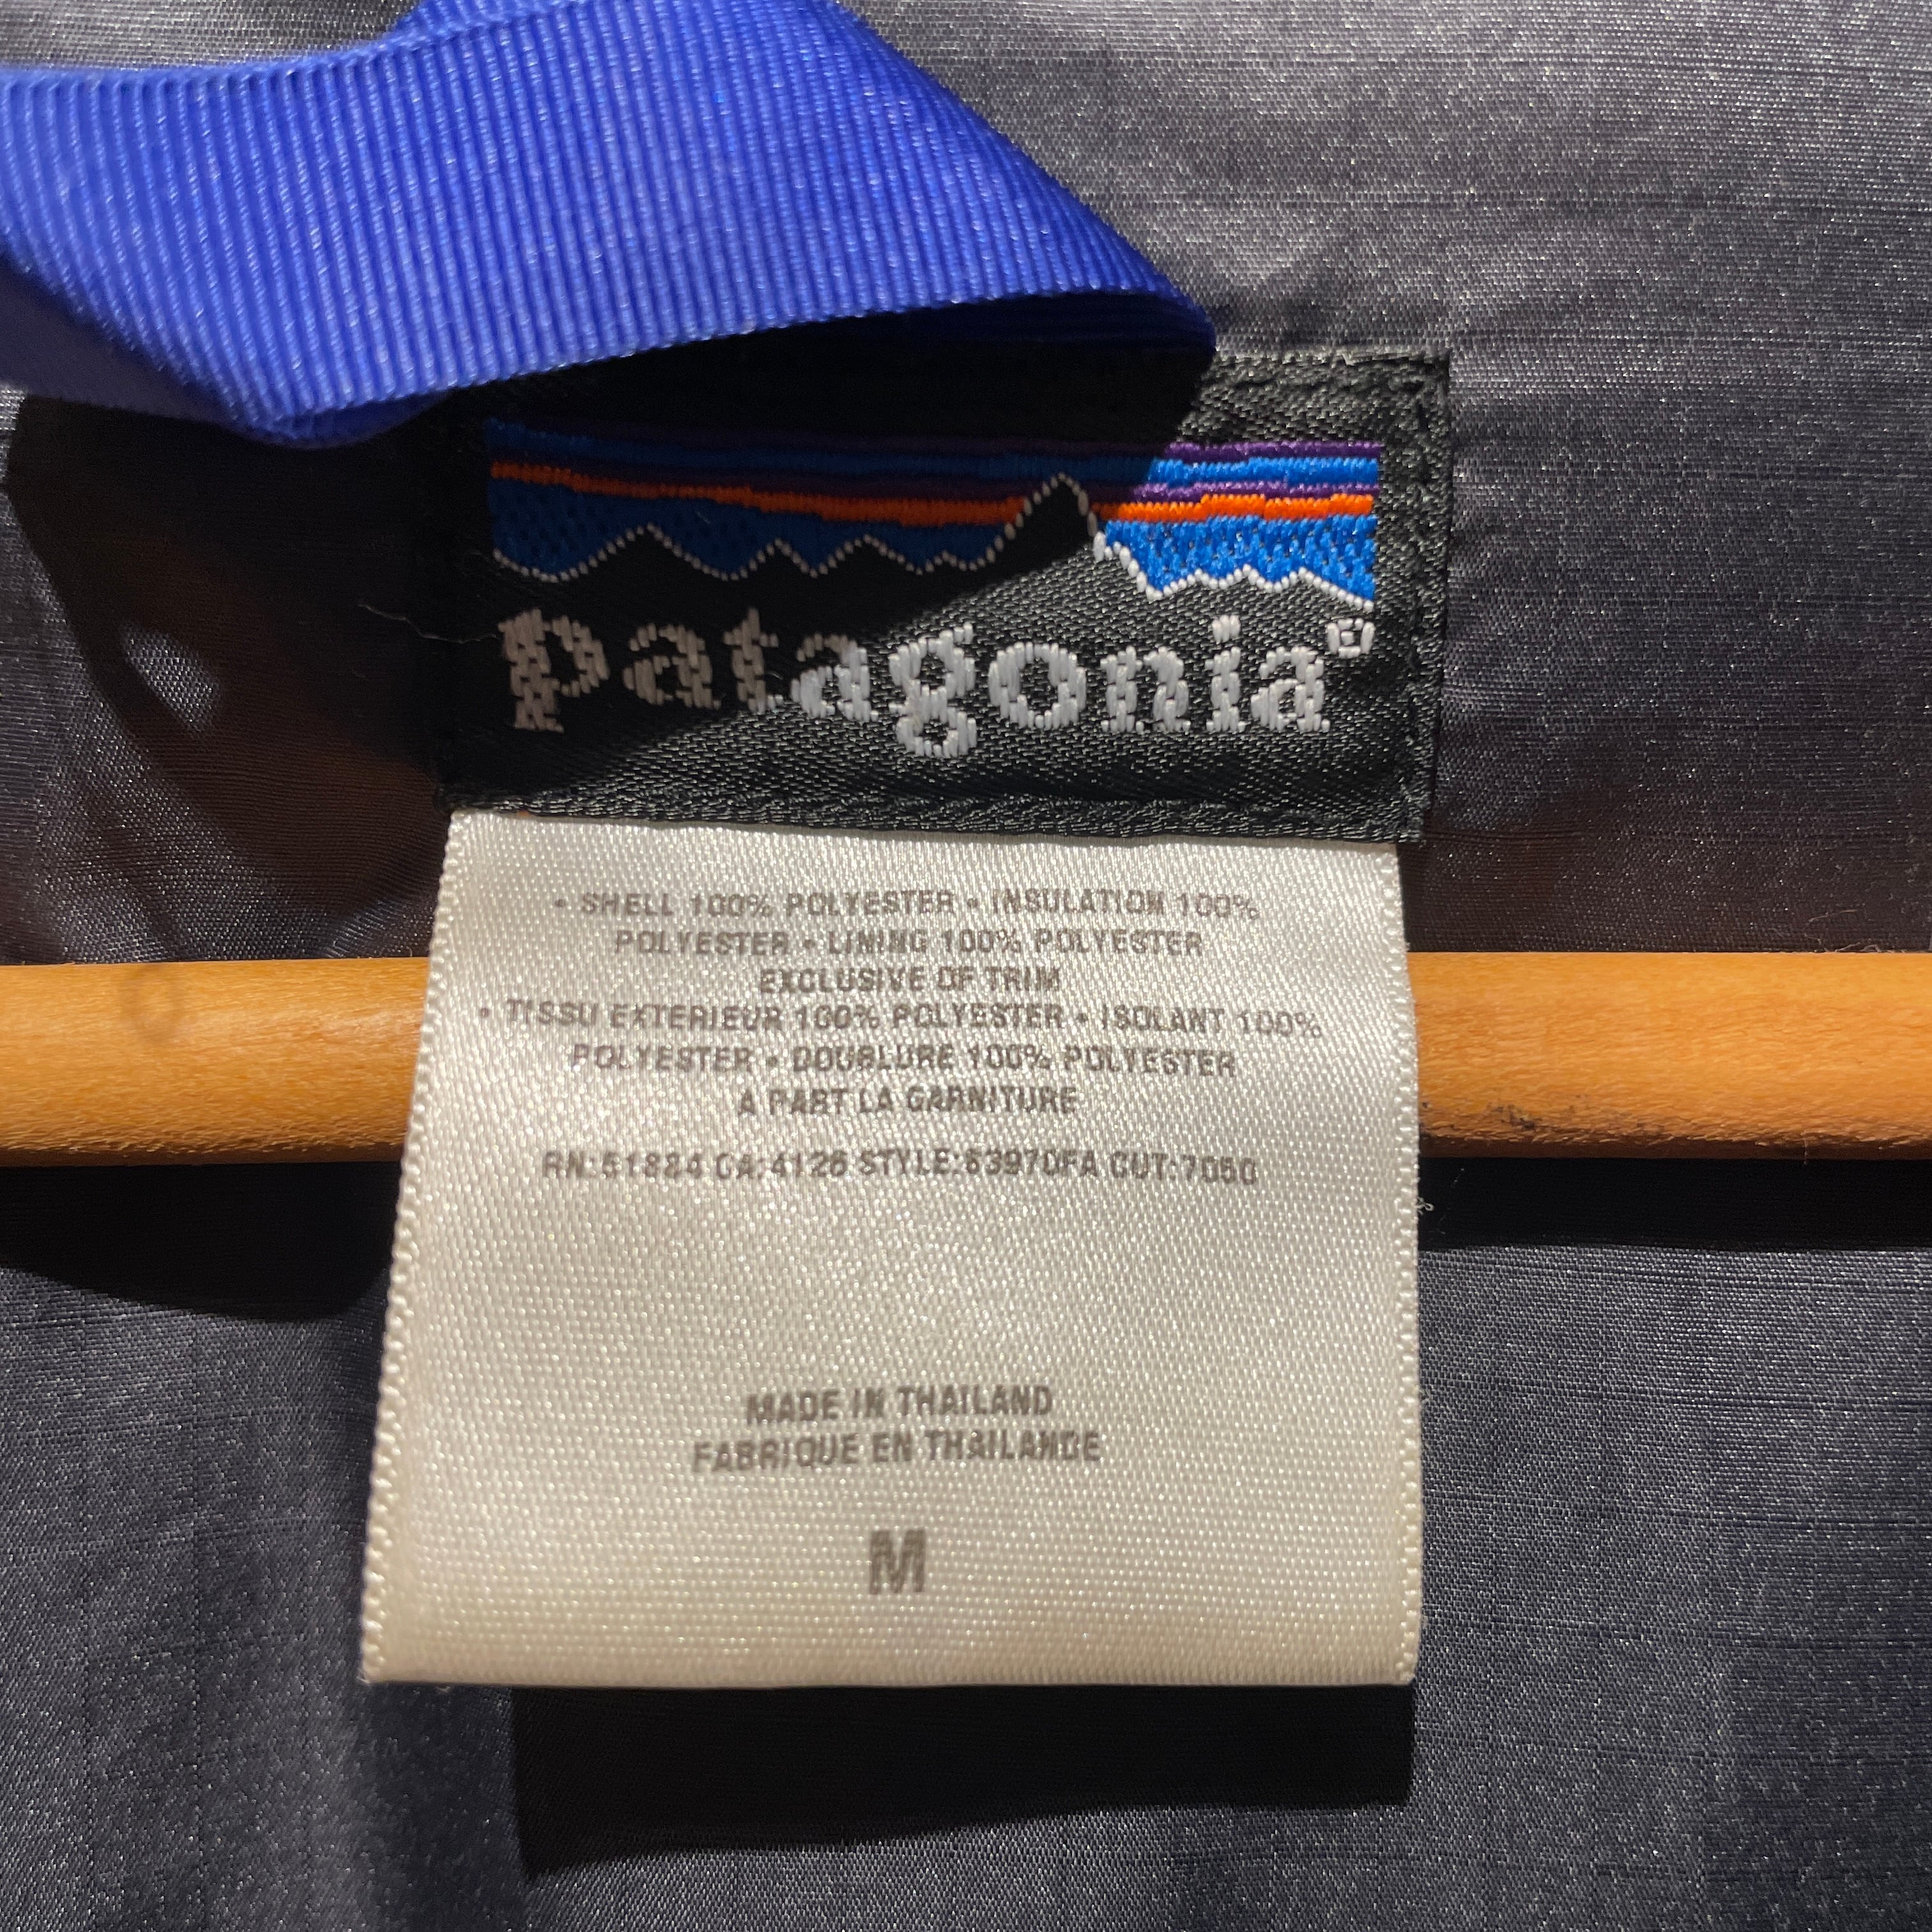 patagonia®
• SHELL 100% POLYESTER • INSULATION 100%
POLYESTER • LINING 100% POLYESTER
EXCLUSIVE OF TRIM
• TISSU EXTERIEUR 100% POLYESTER • ISOLANT 100%
POLYESTER • DOUBLURE 100% POLYESTER
A PART LA GARNITURE
RN:51884 CA:4126 STYLE:83970FA CUT:7050
MADE IN THAILAND
FABRIQUE EN THAILANDE
M